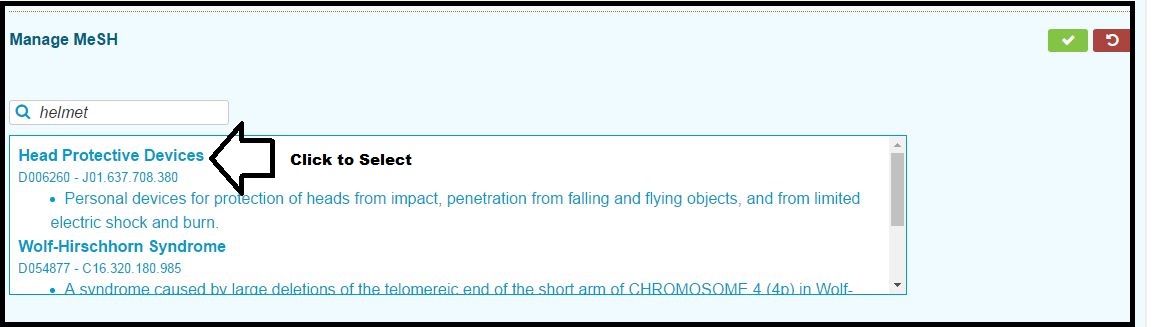 Manage MeSH
helmet
Head Protective Devices
Click to Select
D006260 - J01.637.708.380
• Personal devices for protection of heads from impact, penetration from falling and flying objects, and from limited
electric shock and burn.
Wolf-Hirschhorn Syndrome
D054877 - C16.320.180.985
• A syndrome caused by large deletions of the telomereic end of the short arm of CHROMOSOME 4 (4p) in Wolf-